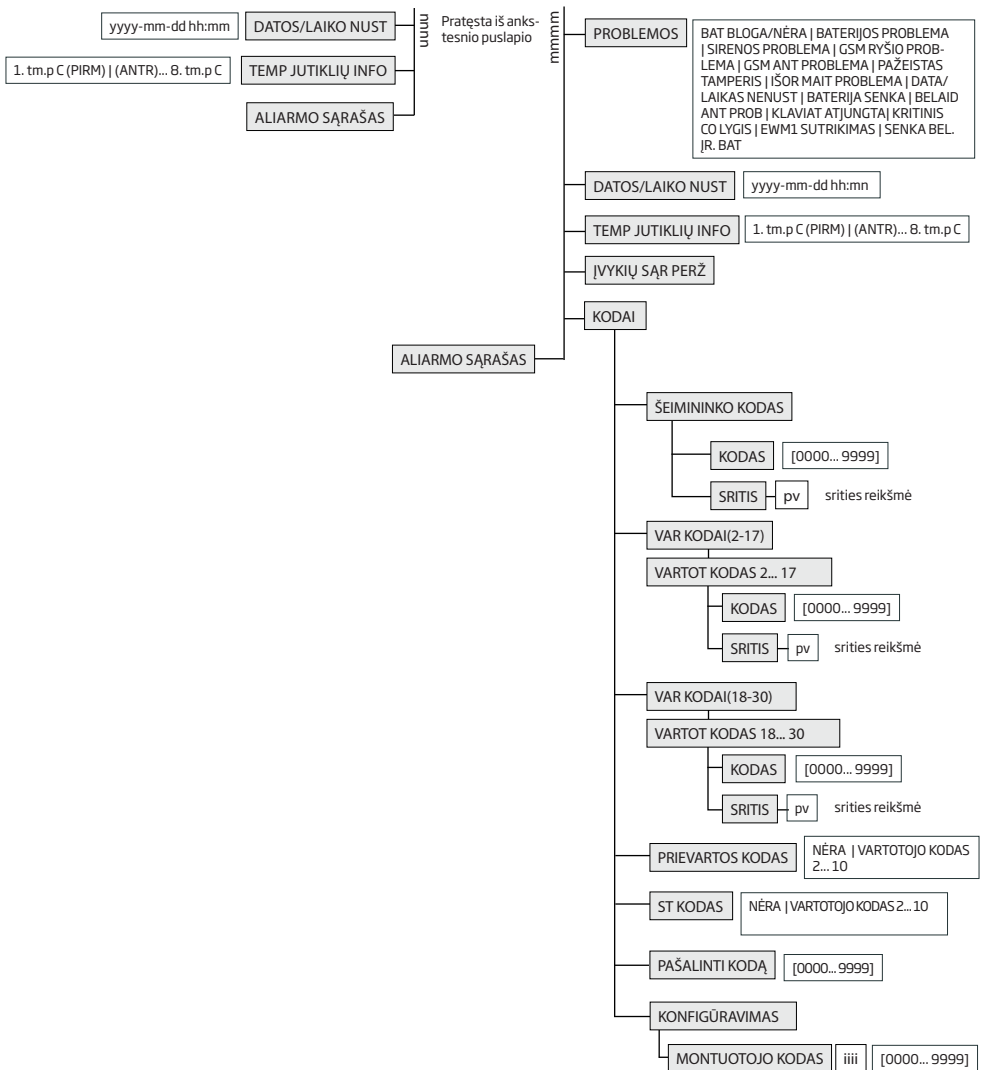 yyyy-mm-dd hh:mm
DATOS/LAIKO NUST
1. tm.p C (PIRM) | (ANTR)... 8. tm.p C
TEMP JUTIKLIŲ INFO
ALIARMO SĄRAŠAS
uuuu
Pratęsta iš anks-
tesnio puslapio
mmmm
PROBLEMOS
BAT BLOGA/NĖRA | BATERIJOS PROBLEMA
| SIRENOS PROBLEMA | GSM RYŠIO PROB-
LEMA | GSM ANT PROBLEMA | PAŽEISTAS
TAMPERIS | IŠOR MAIT PROBLEMA | DATA/
LAIKAS NENUST | BATERIJA SENKA | BELAID
ANT PROB | KLAVIAT ATJUNGTA| KRITINIS
CO LYGIS | EWM1 SUTRIKIMAS | SENKA BEL.
ĮR. BAT
DATOS/LAIKO NUST
yyyy-mm-dd hh:mn
TEMP JUTIKLIŲ INFO
1. tm.p C (PIRM) | (ANTR)... 8. tm.p C
ĮVYKIŲ SĄR PERŽ
KODAI
ALIARMO SĄRAŠAS
ŠEIMININKO KODAS
KODAS
[0000... 9999]
SRITIS
pv
srities reikšmė
VAR KODAI(2-17)
VARTOT KODAS 2... 17
KODAS
[0000... 9999]
SRITIS
pv
srities reikšmė
VAR KODAI(18-30)
VARTOT KODAS 18... 30
KODAS
[0000... 9999]
SRITIS
pv
srities reikšmė
PRIEVARTOS KODAS
NĖRA | VARTOTOJO KODAS
2... 10
ST KODAS
NĖRA | VARTOTOJO KODAS 2... 10
PAŠALINTI KODĄ
[0000... 9999]
KONFIGŪRAVIMAS
MONTUOTOJO KODAS
iiii
[0000... 9999]